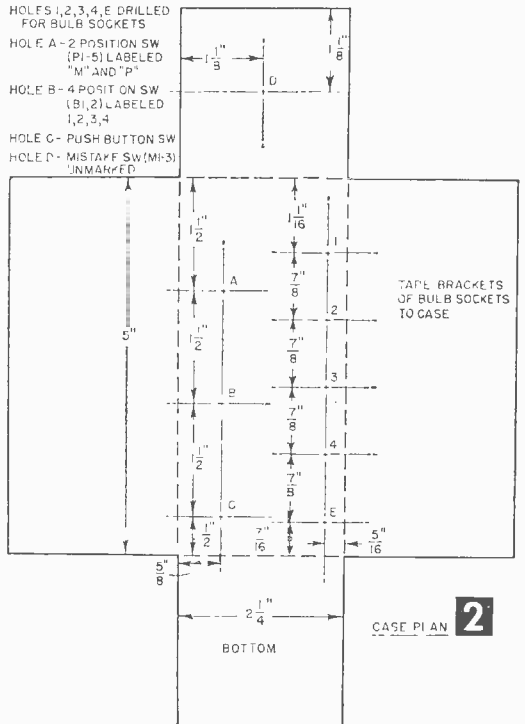 HOLES 1,2,3,4,E DRILLED
FOR BULB SOCKETS
HOLE A-2 POSITION SW
(P1-5) LABELED
"M" AND "P"
HOLE B-4 POSITION SW
(B1,2) LABELED
1,2,3,4
HOLE C- PUSH BUTTON SW
HOLE D- MISTAKE SW (M1-3)
UNMARKED
1 1/8"
1/8"
D
1 1/2"
1 1/16"
1
A
7/8"
2
TAPE BRACKETS
OF BULB SOCKETS
TO CASE
5"
1 1/2"
7/8"
3
B
7/8"
4
1 1/2"
7/8"
C
E
1/2"
7/16"
5/16"
5/8"
2 1/4"
CASE PLAN 2
BOTTOM